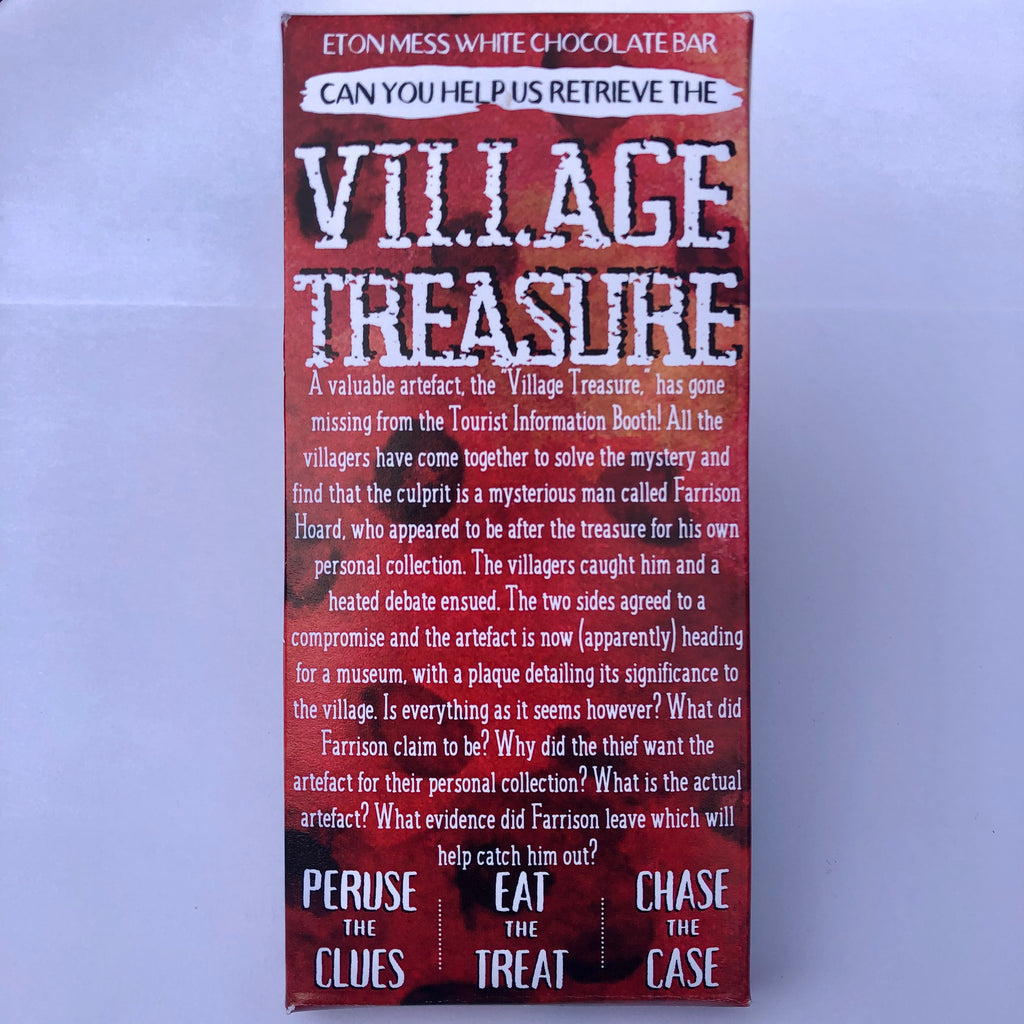 ETON MESS WHITE CHOCOLATE BAR
CAN YOU HELP US RETRIEVE THE
VILLAGE
TREASURE
A valuable artefact, the "Village Treasure," has gone
missing from the Tourist Information Booth! All the
villagers have come together to solve the mystery and
find that the culprit is a mysterious man called Farrison
Hoard, who appeared to be after the treasure for his own
personal collection. The villagers caught him and a
heated debate ensued. The two sides agreed to a
compromise and the artefact is now (apparently) heading
for a museum, with a plaque detailing its significance to
the village. Is everything as it seems however? What did
Farrison claim to be? Why did the thief want the
artefact for their personal collection? What is the actual
artefact? What evidence did Farrison leave which will
help catch him out?
PERUSE
THE
CLUES
EAT
THE
TREAT
CHASE
THE
CASE